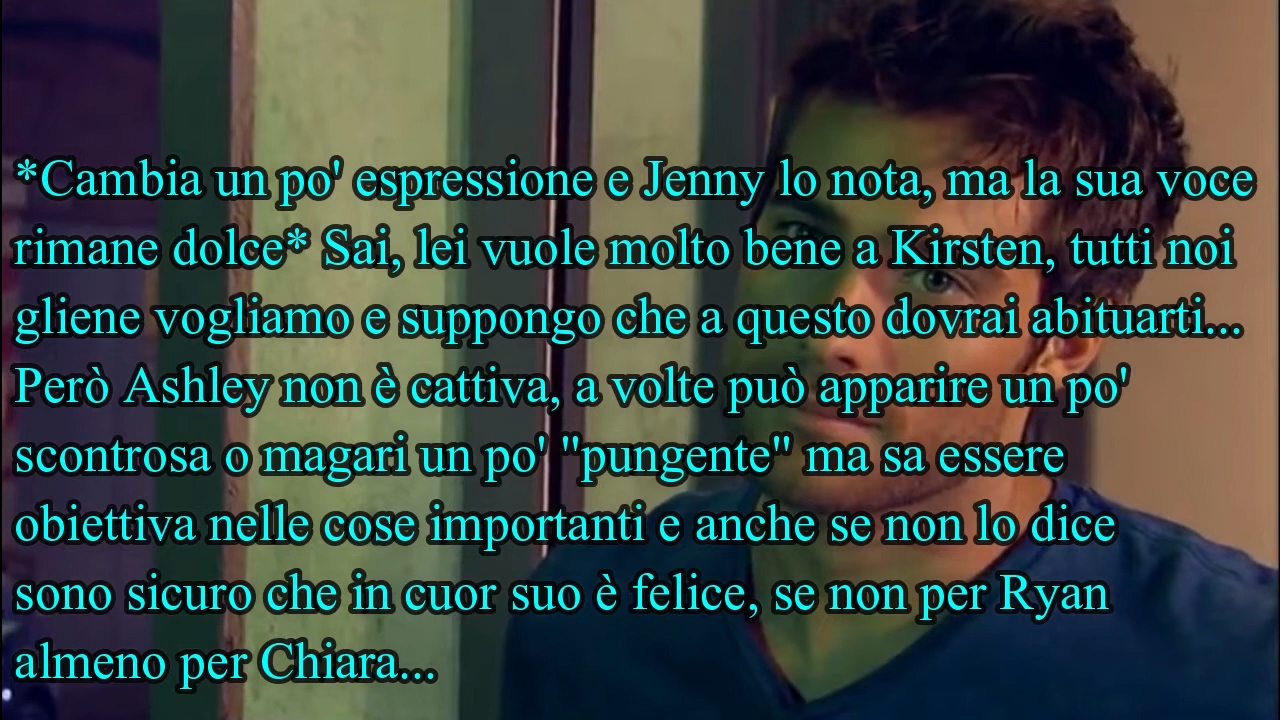 *Cambia un po' espressione e Jenny lo nota, ma la sua voce
rimane dolce* Sai, lei vuole molto bene a Kirsten, tutti noi
gliene vogliamo e suppongo che a questo dovrai abituarti...
Però Ashley non è cattiva, a volte può apparire un po'
scontrosa o magari un po' "pungente" ma sa essere
obiettiva nelle cose importanti e anche se non lo dice
sono sicuro che in cuor suo è felice, se non per Ryan
almeno per Chiara...